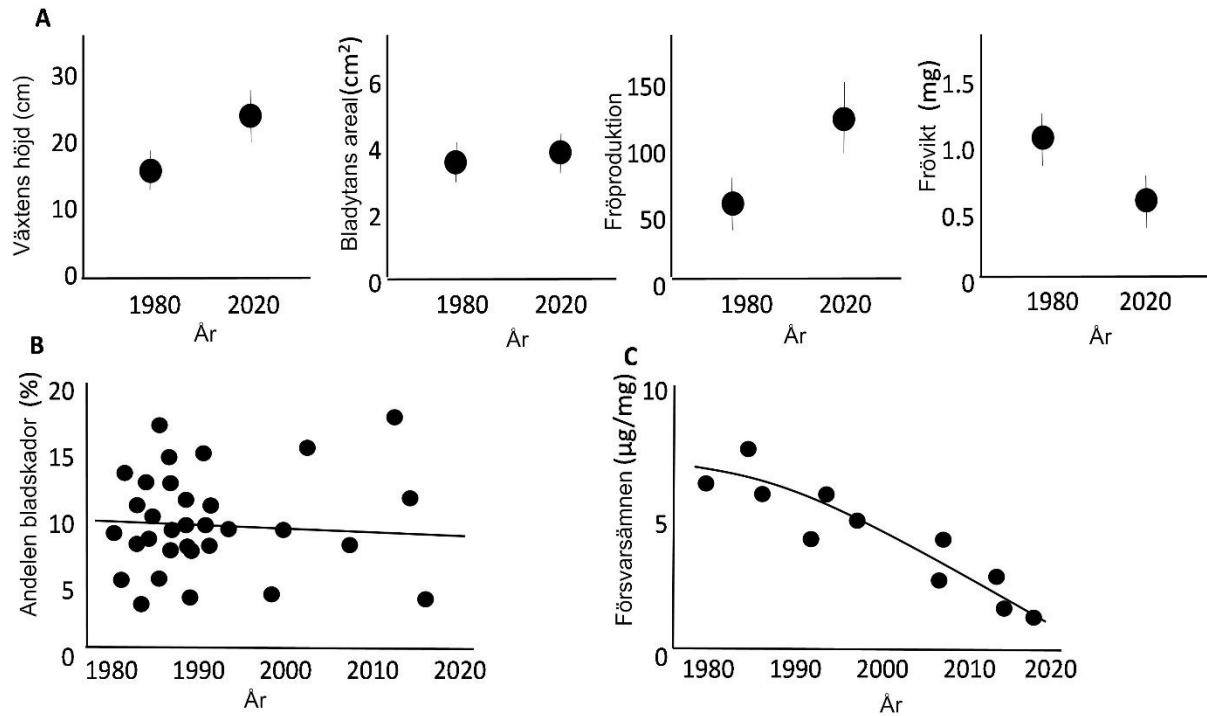 A
Växtens höjd (cm)
30
20
10
0
1980 2020
År
Bladytans areal(cm²)
6
4
2
0
1980 2020
År
Fröproduktion
150
100
50
0
1980 2020
År
Frövikt (mg)
1.5
1.0
0.5
0
1980 2020
År
B
Andelen bladskador (%)
20
15
10
5
0
1980 1990 2000 2010 2020
År
C
Försvarsämnen (µg/mg)
10
5
0
1980 1990 2000 2010 2020
År